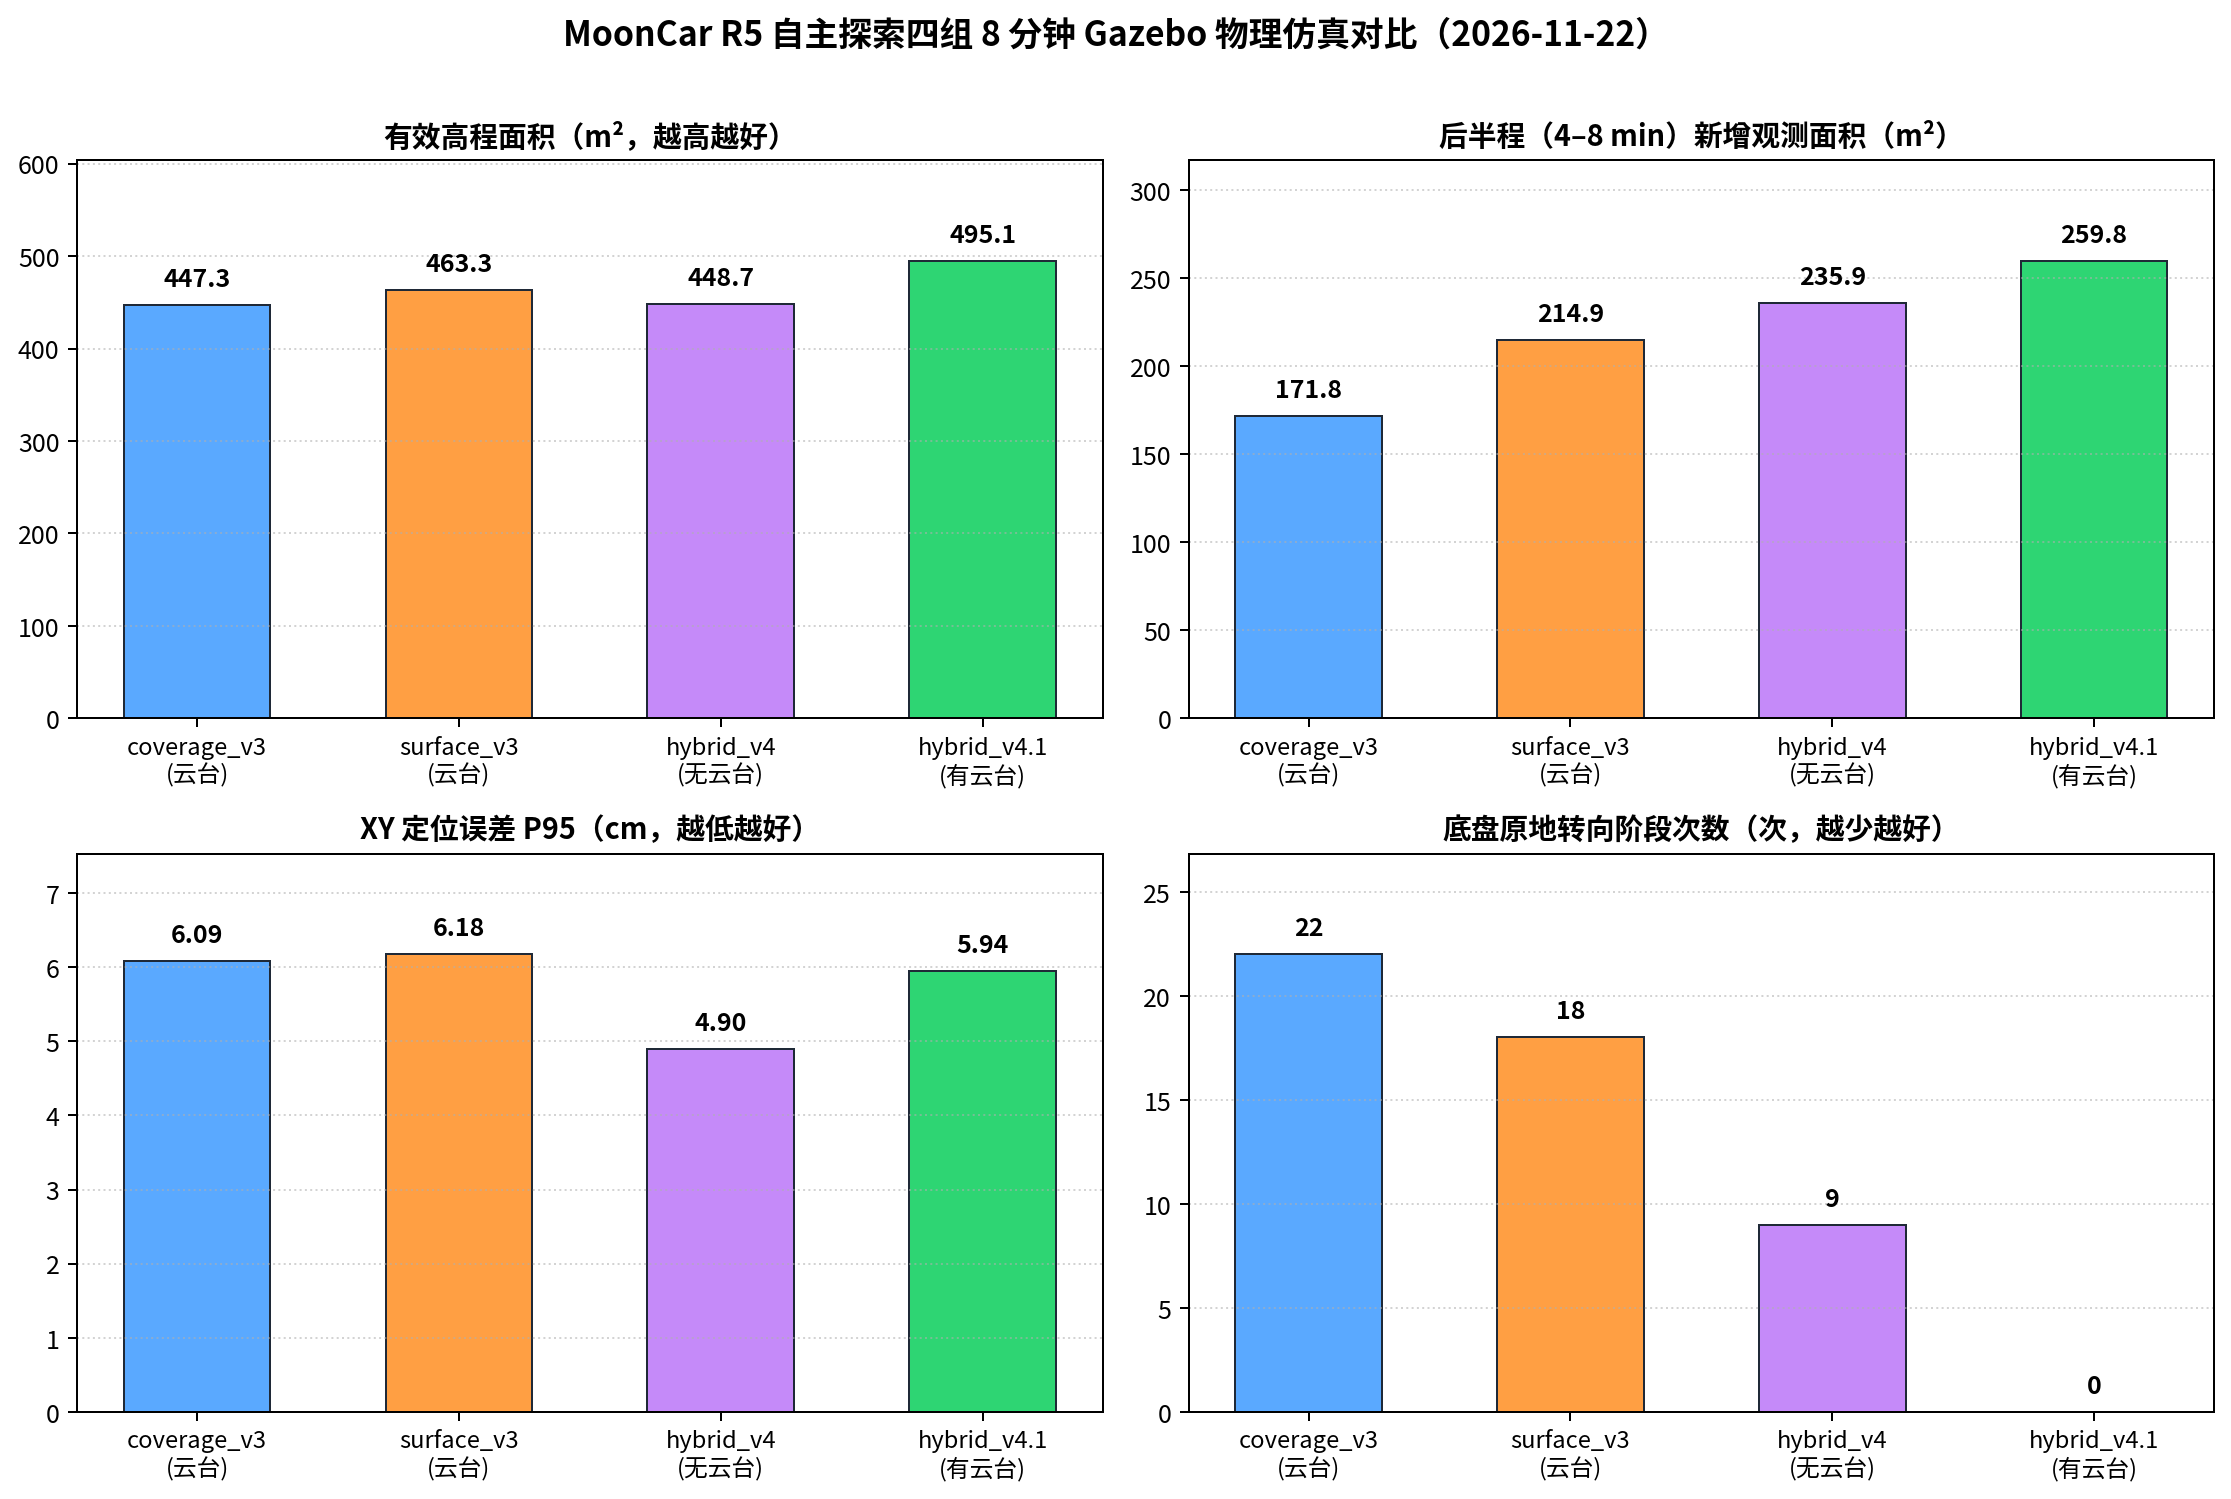 MoonCar R5 自主探索四组 8 分钟 Gazebo 物理仿真对比（2026-11-22）
有效高程面积（m²，越高越好）
600
500
400
300
200
100
0
447.3
463.3
448.7
495.1
coverage_v3
(云台)
surface_v3
(云台)
hybrid_v4
(无云台)
hybrid_v4.1
(有云台)
后半程（4–8 min）新增观测面积（m²）
300
250
200
150
100
50
0
171.8
214.9
235.9
259.8
coverage_v3
(云台)
surface_v3
(云台)
hybrid_v4
(无云台)
hybrid_v4.1
(有云台)
XY 定位误差 P95（cm，越低越好）
7
6
5
4
3
2
1
0
6.09
6.18
4.90
5.94
coverage_v3
(云台)
surface_v3
(云台)
hybrid_v4
(无云台)
hybrid_v4.1
(有云台)
底盘原地转向阶段次数（次，越少越好）
25
20
15
10
5
0
22
18
9
0
coverage_v3
(云台)
surface_v3
(云台)
hybrid_v4
(无云台)
hybrid_v4.1
(有云台)